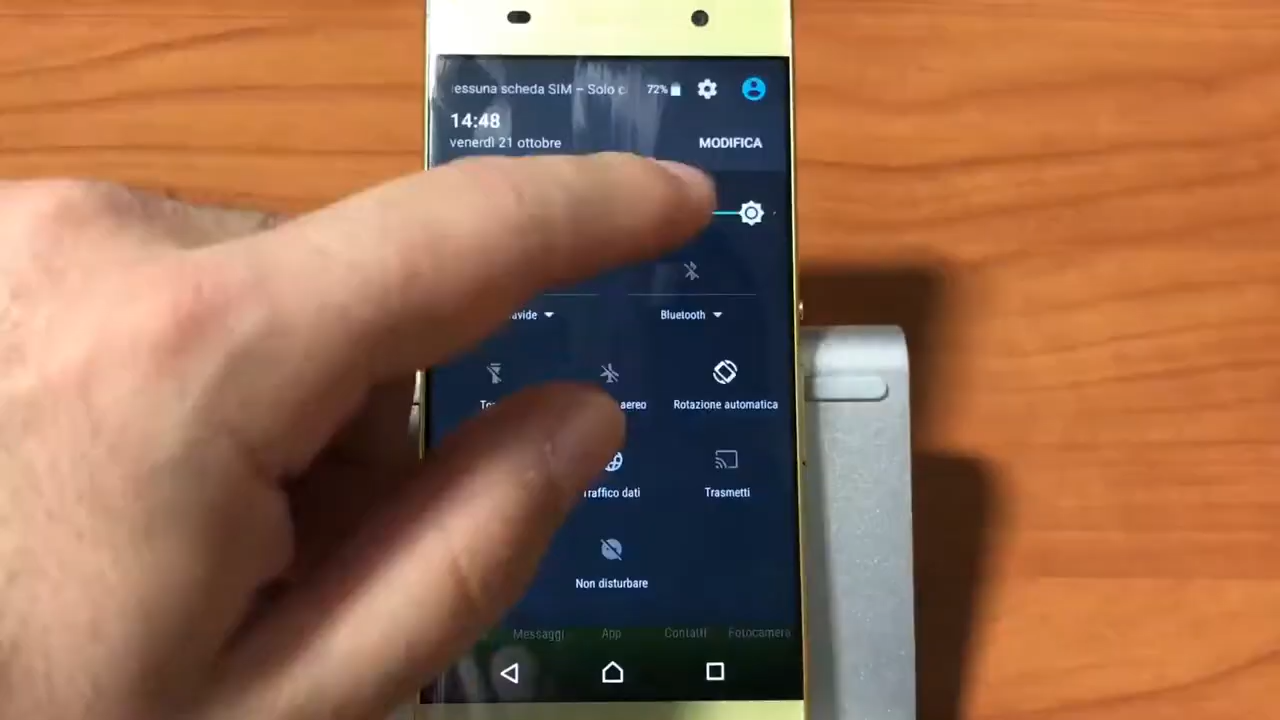 essuna scheda SIM – Solo c 72%
14:48
venerdì 21 ottobre
MODIFICA
avide Bluetooth
aereo Rotazione automatica
raffico dati Trasmetti
Non disturbare
Messaggi App Contatti Fotocamera